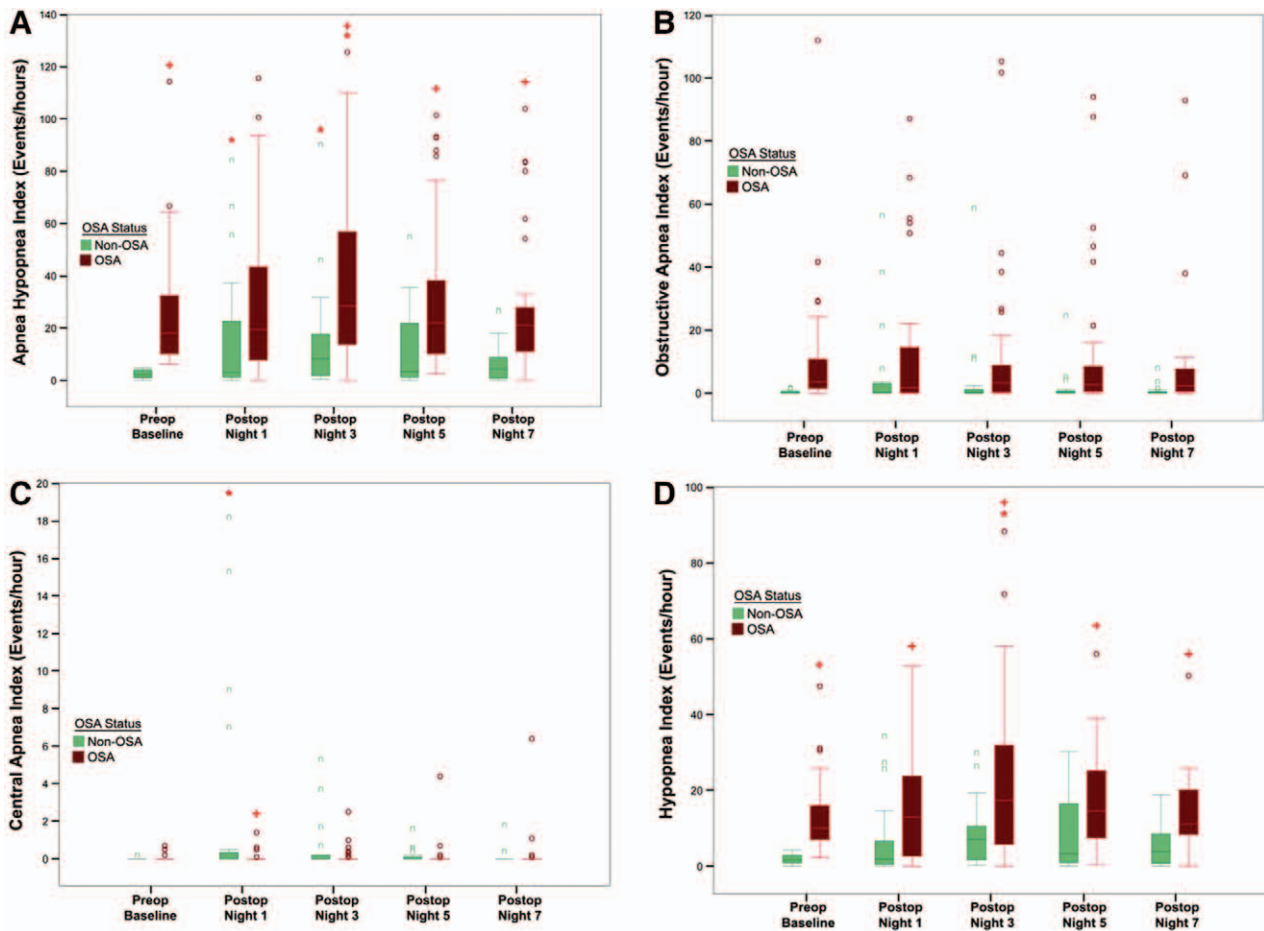 A
Apnea Hypopnea Index (Events/hours)
140
120
100
80
60
40
20
0
OSA Status
Non-OSA
OSA
Preop
Baseline
Postop
Night 1
Postop
Night 3
Postop
Night 5
Postop
Night 7
B
Obstructive Apnea Index (Events/hour)
120
100
80
60
40
20
0
OSA Status
Non-OSA
OSA
Preop
Baseline
Postop
Night 1
Postop
Night 3
Postop
Night 5
Postop
Night 7
C
Central Apnea Index (Events/hour)
20
18
16
14
12
10
8
6
4
2
0
OSA Status
Non-OSA
OSA
Preop
Baseline
Postop
Night 1
Postop
Night 3
Postop
Night 5
Postop
Night 7
D
Hypopnea Index (Events/hour)
100
80
60
40
20
0
OSA Status
Non-OSA
OSA
Preop
Baseline
Postop
Night 1
Postop
Night 3
Postop
Night 5
Postop
Night 7